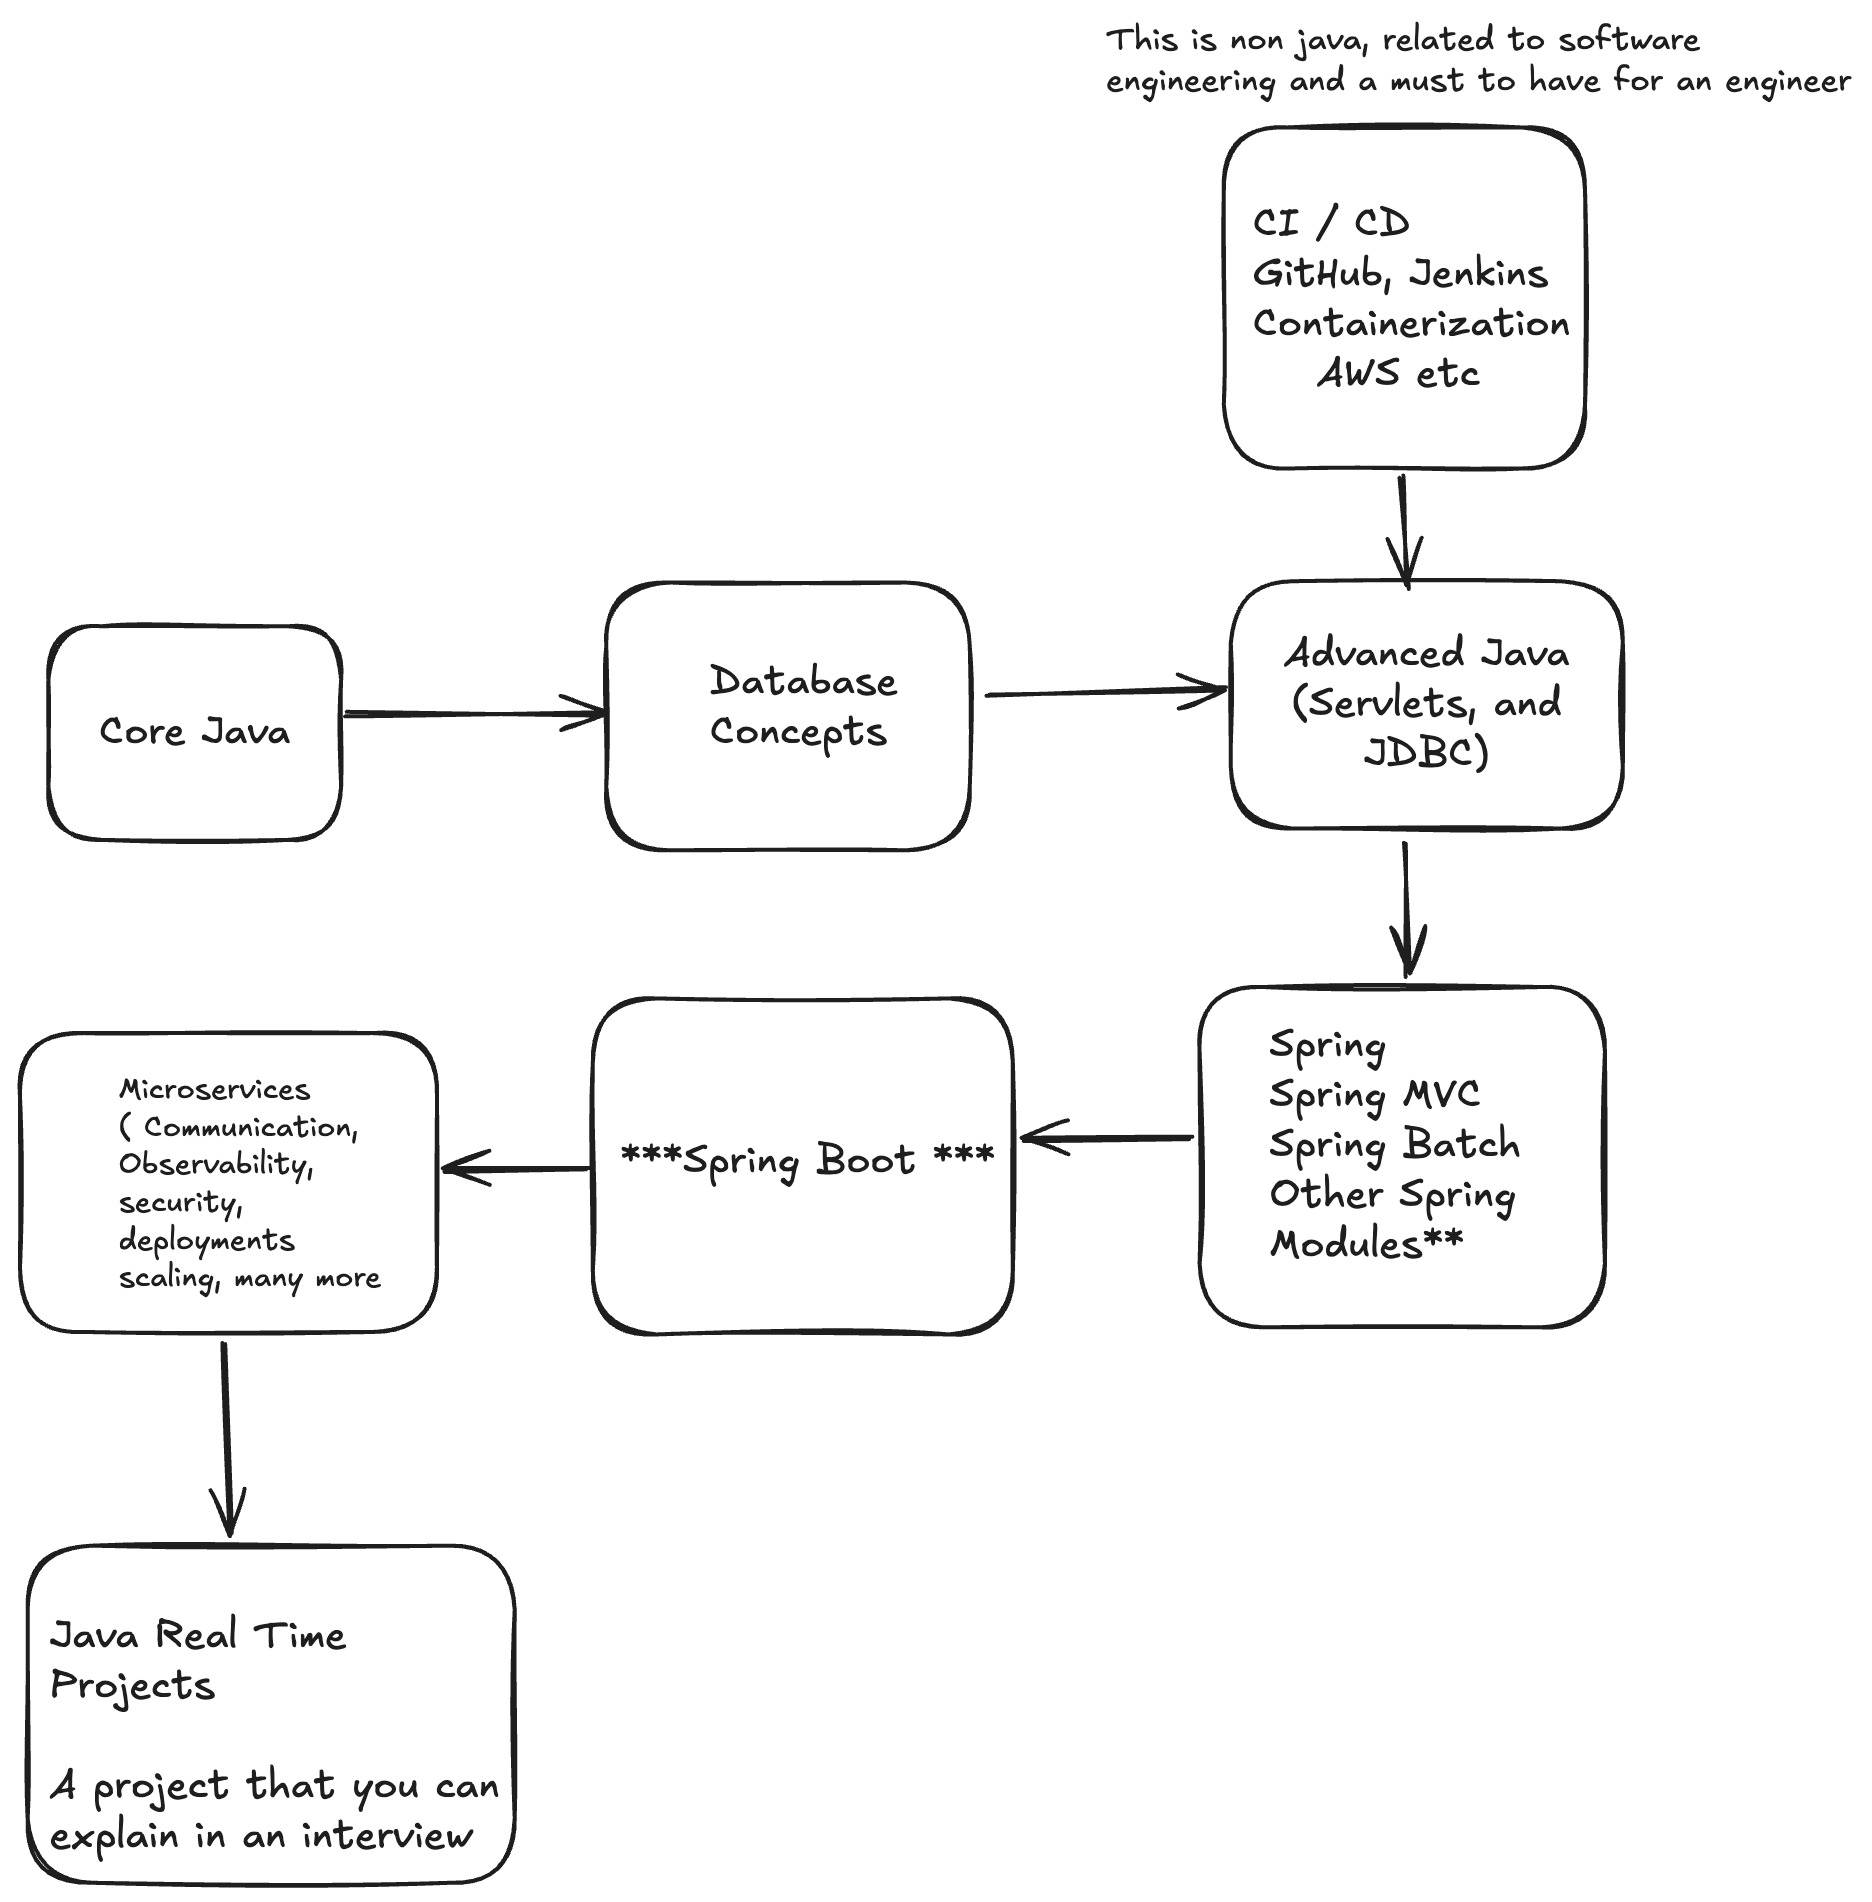 This is non java, related to software
engineering and a must to have for an engineer
CI / CD
GitHub, Jenkins
Containerization
AWS etc
Core Java
Database
Concepts
Advanced Java
(Servlets, and
JDBC)
Spring
Spring MVC
Spring Batch
Other Spring
Modules**
***Spring Boot ***
Microservices
( Communication,
Observability,
security,
deployments
scaling, many more
Java Real Time
Projects
A project that you can
explain in an interview